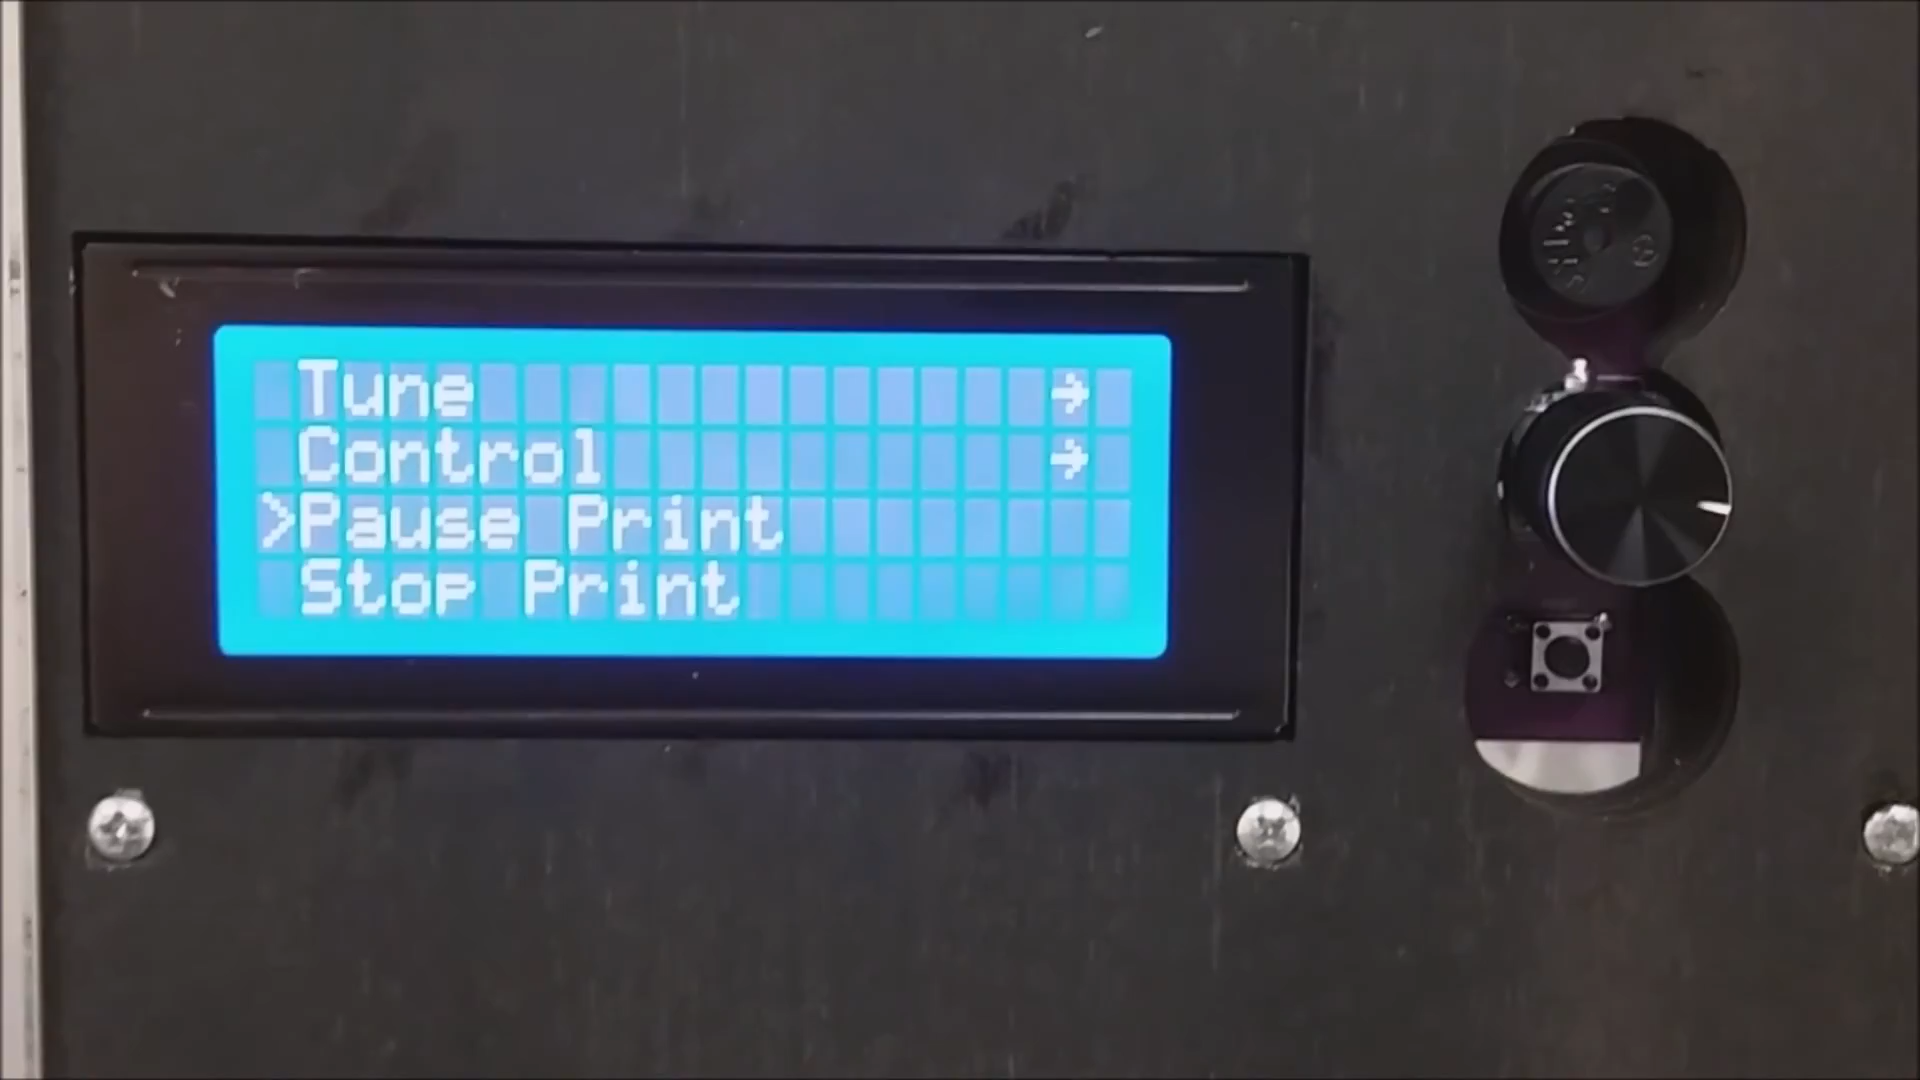 Tune →
Control →
>Pause Print
Stop Print